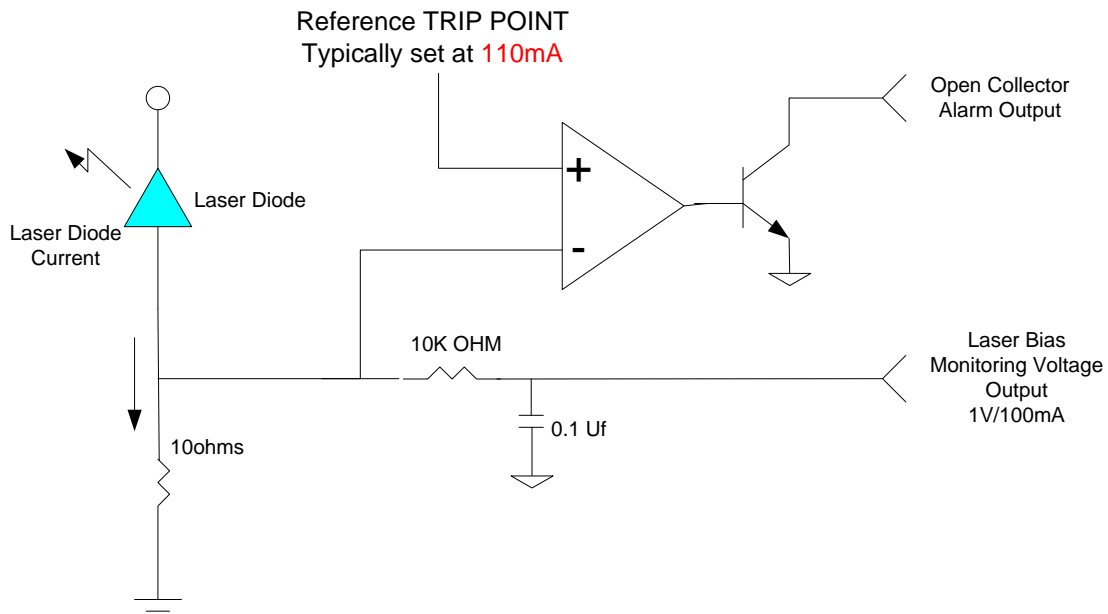 Reference TRIP POINT
Typically set at 110mA
Open Collector
Alarm Output
+
Laser Diode
Laser Diode
Current
-
10K OHM
Laser Bias
Monitoring Voltage
Output
1V/100mA
0.1 Uf
10ohms